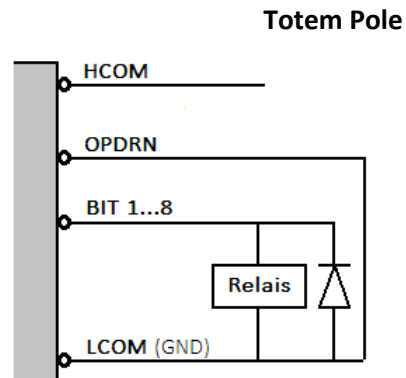 Totem Pole
HCOM
OPDRN
BIT 1...8
Relais
LCOM (GND)